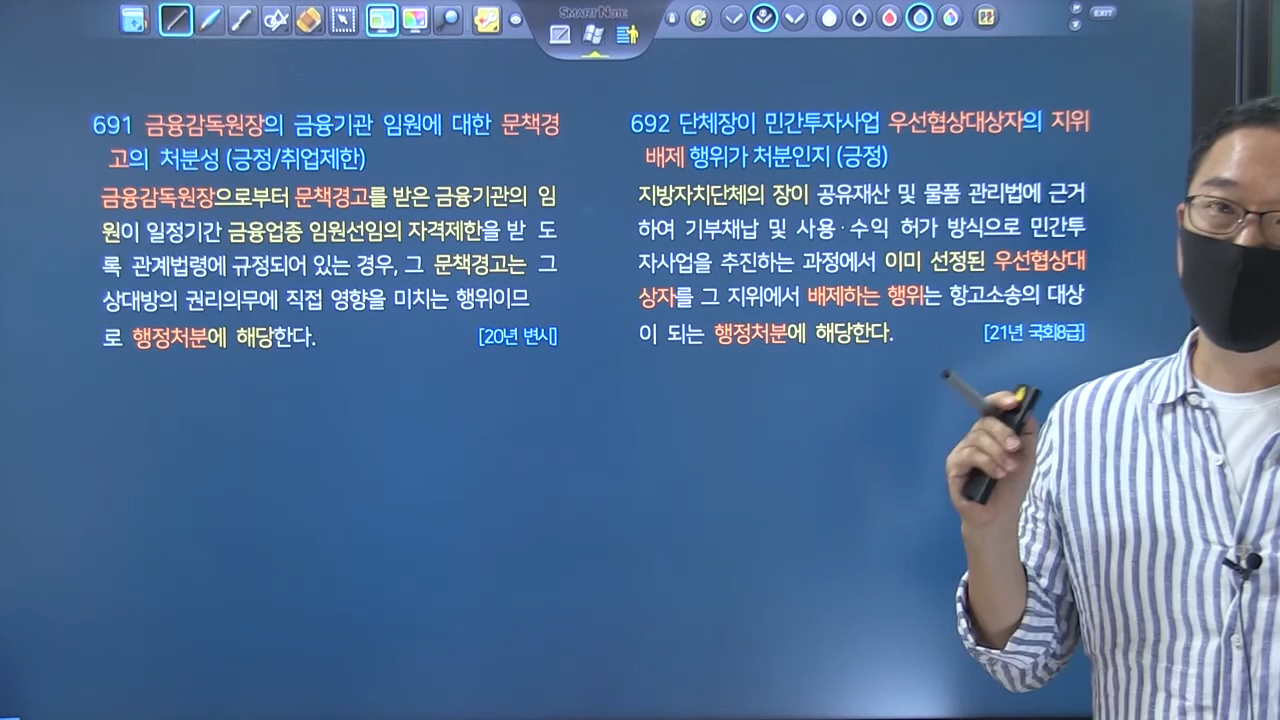 SMART NOTE
EXIT
691 금융감독원장의 금융기관 임원에 대한 문책경
고의 처분성 (긍정/취업제한)
금융감독원장으로부터 문책경고를 받은 금융기관의 임
원이 일정기간 금융업종 임원선임의 자격제한을 받 도
록 관계법령에 규정되어 있는 경우, 그 문책경고는 그
상대방의 권리의무에 직접 영향을 미치는 행위이므
로 행정처분에 해당한다. [20년 변시]
692 단체장이 민간투자사업 우선협상대상자의 지위
배제 행위가 처분인지 (긍정)
지방자치단체의 장이 공유재산 및 물품 관리법에 근거
하여 기부채납 및 사용·수익 허가 방식으로 민간투
자사업을 추진하는 과정에서 이미 선정된 우선협상대
상자를 그 지위에서 배제하는 행위는 항고소송의 대상
이 되는 행정처분에 해당한다. [21년 국회8급]